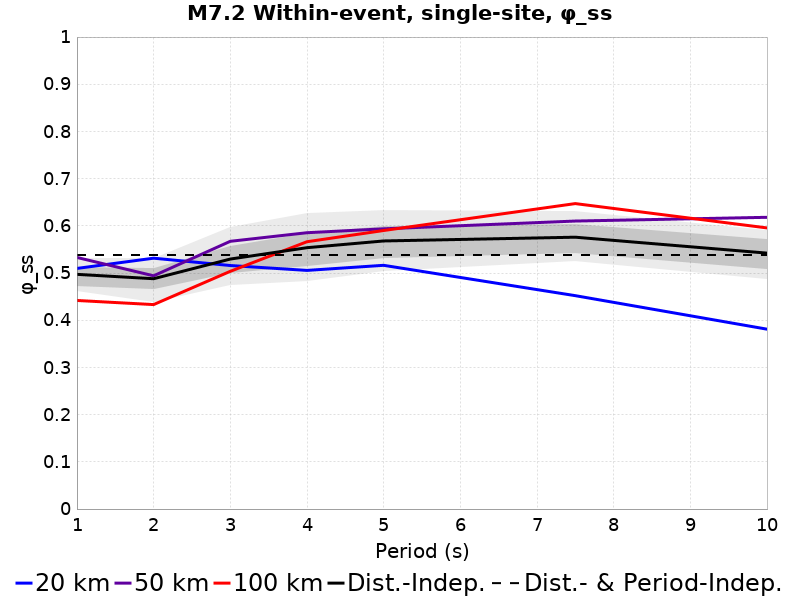 M7.2 Within-event, single-site, φ_ss
1
0.9
0.8
0.7
0.6
0.5
0.4
0.3
0.2
0.1
0
φ_ss
1 2 3 4 5 6 7 8 9 10
Period (s)
20 km 50 km 100 km Dist.-Indep. Dist.- & Period-Indep.